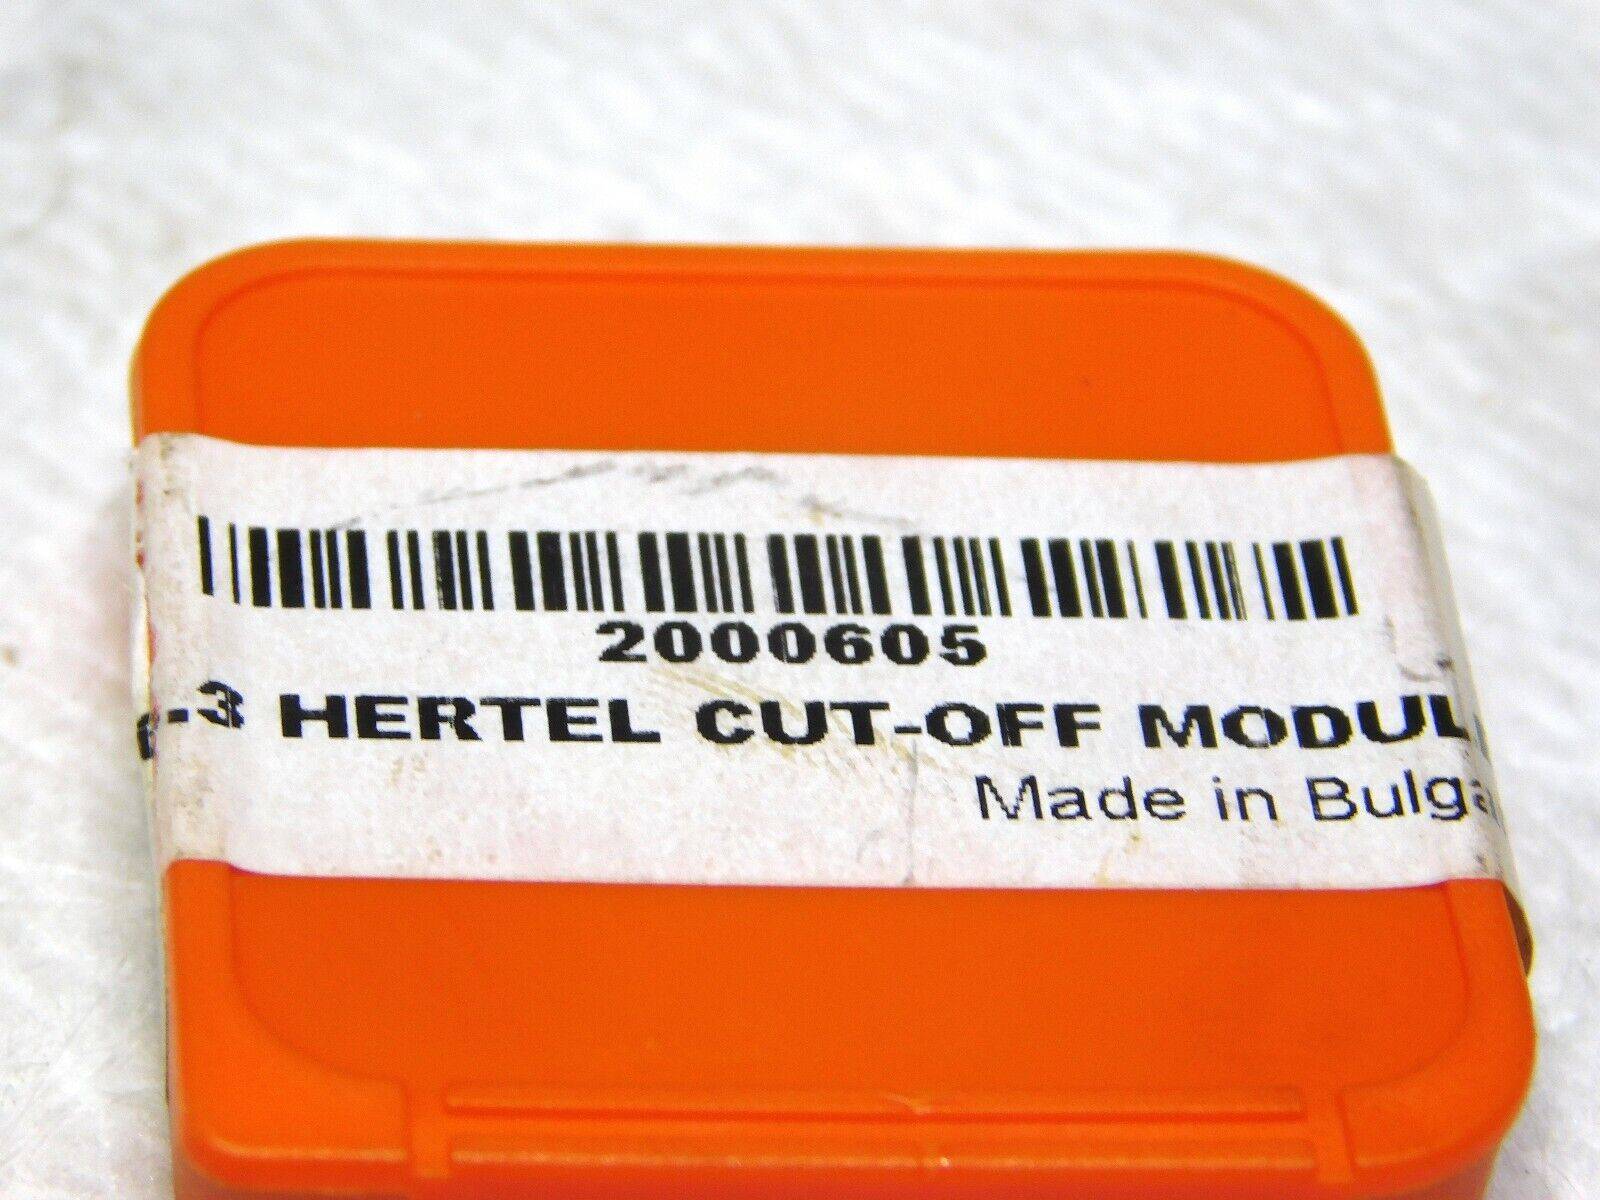 2000605
-3 HERTEL CUT-OFF MODUL
Made in Bulga